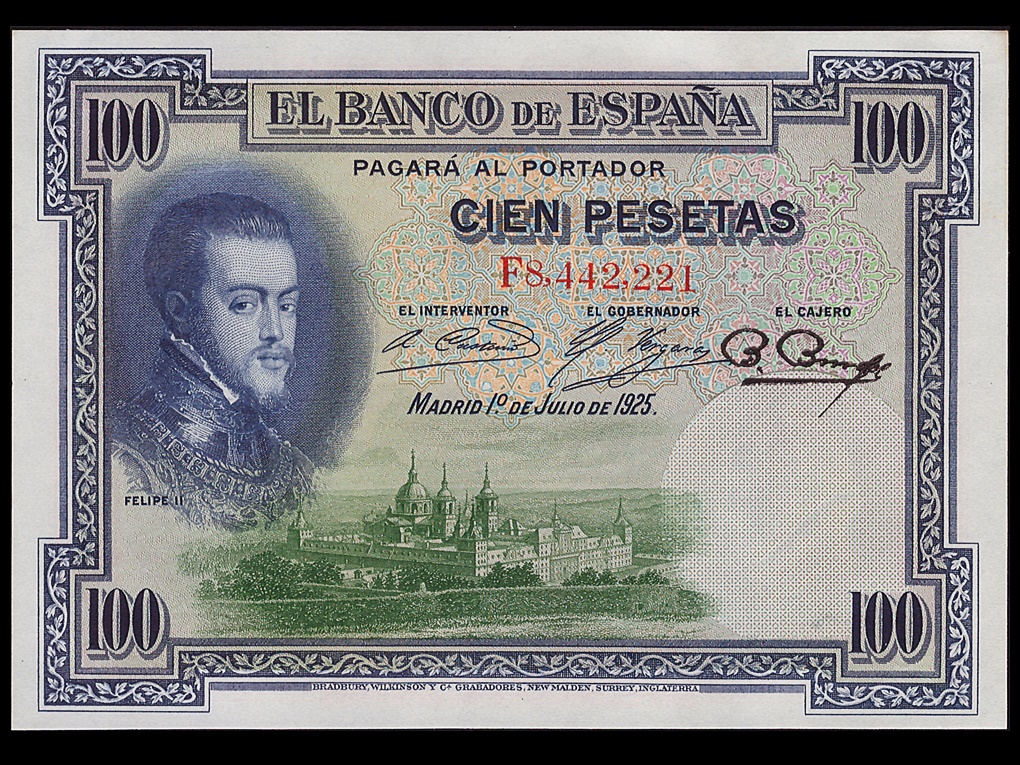 100 EL BANCO DE ESPAÑA 100
PAGARÁ AL PORTADOR
CIEN PESETAS
F8,442,221
EL INTERVENTOR EL GOBERNADOR EL CAJERO
MADRID 1.º DE JULIO DE 1925.
FELIPE II
100 100
BRADBURY, WILKINSON Y Cª GRABADORES, NEW MALDEN, SURREY, INGLATERRA